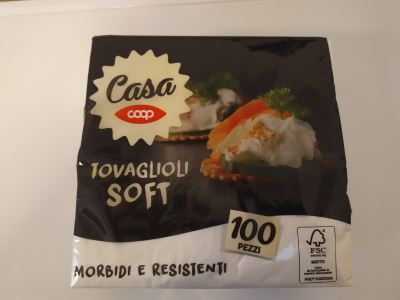 Casa
coop
TOVAGLIOLI
SOFT
100
PEZZI
MORBIDI E RESISTENTI
FSC
MISTO